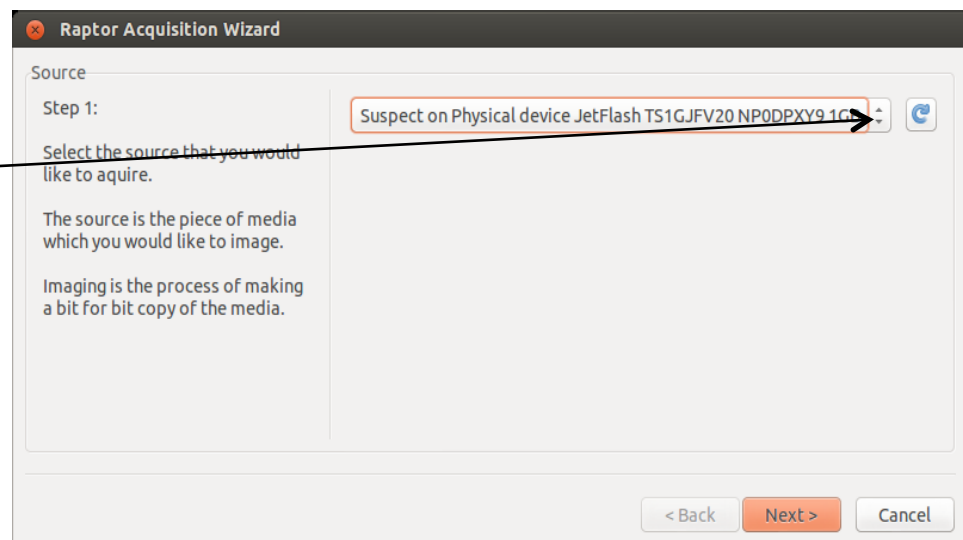 Raptor Acquisition Wizard
Source
Step 1:
Suspect on Physical device JetFlash TS1GJFV20 NP0DPXY9
Select the source that you would
like to aquire.
The source is the piece of media
which you would like to image.
Imaging is the process of making
a bit for bit copy of the media.
< Back
Next >
Cancel